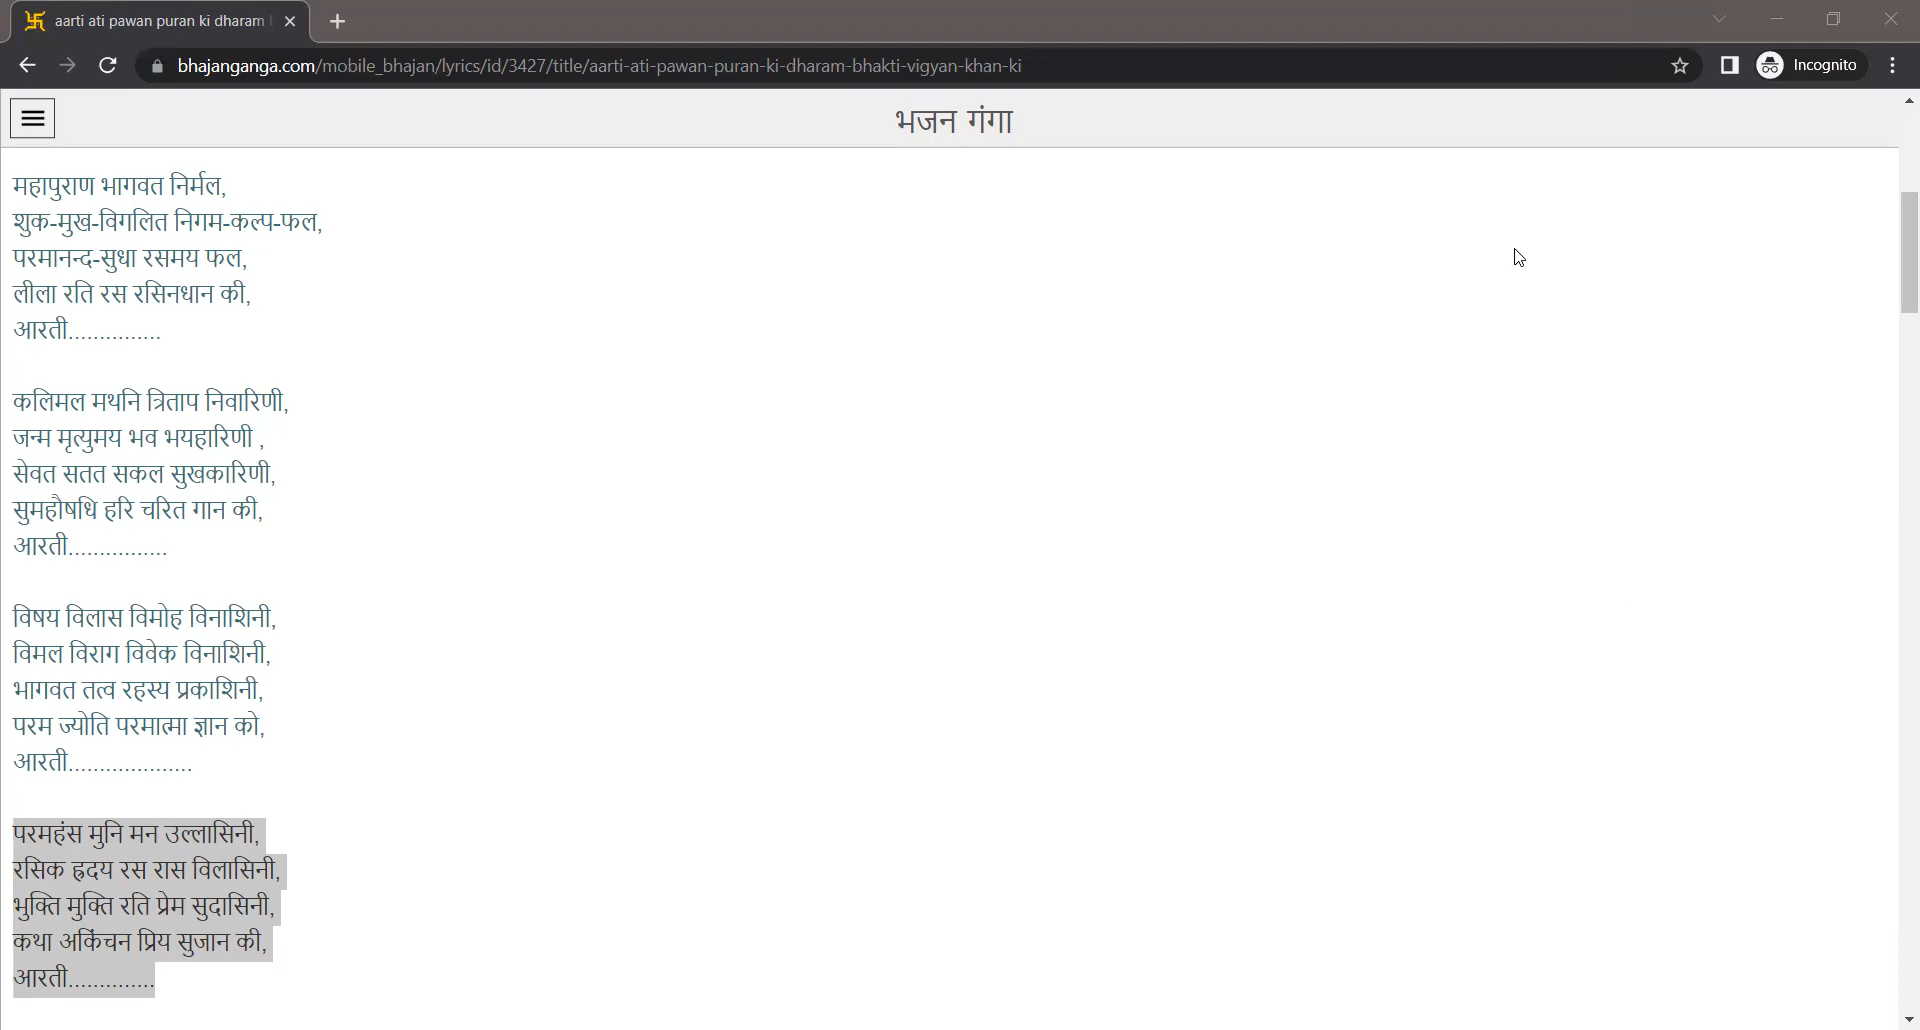 aarti ati pawan puran ki dharam
bhajanganga.com/mobile_bhajan/lyrics/id/3427/title/aarti-ati-pawan-puran-ki-dharam-bhakti-vigyan-khan-ki
Incognito
भजन गंगा
महापुराण भागवत निर्मल,
शुक-मुख-विगलित निगम-कल्प-फल,
परमानन्द-सुधा रसमय फल,
लीला रति रस रसिनधान की,
आरती...............
कलिमल मथनि त्रिताप निवारिणी,
जन्म मृत्युमय भव भयहारिणी ,
सेवत सतत सकल सुखकारिणी,
सुमहौषधि हरि चरित गान की,
आरती................
विषय विलास विमोह विनाशिनी,
विमल विराग विवेक विनाशिनी,
भागवत तत्व रहस्य प्रकाशिनी,
परम ज्योति परमात्मा ज्ञान को,
आरती....................
परमहंस मुनि मन उल्लासिनी,
रसिक ह्रदय रस रास विलासिनी,
भुक्ति मुक्ति रति प्रेम सुदासिनी,
कथा अकिंचन प्रिय सुजान की,
आरती..............